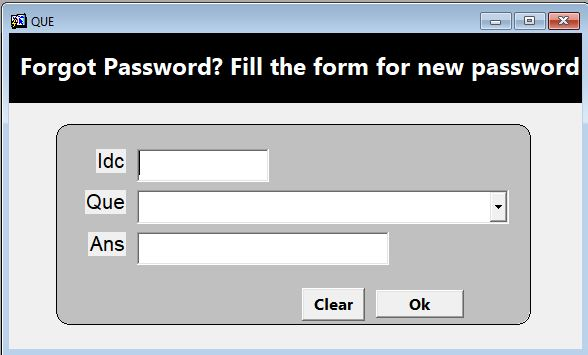 QUE
Forgot Password? Fill the form for new password
Idc
Que
Ans
Clear Ok